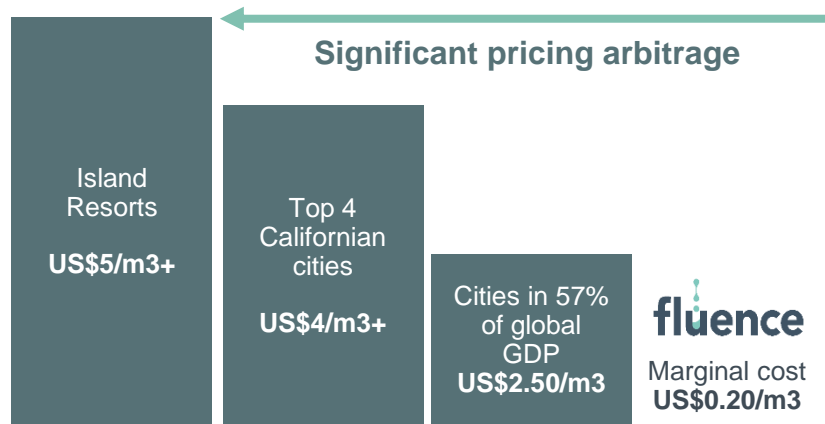 Significant pricing arbitrage
Island
Resorts
US$5/m3+
Top 4
Californian
cities
US$4/m3+
Cities in 57%
of global
GDP
US$2.50/m3
fluence
Marginal cost
US$0.20/m3